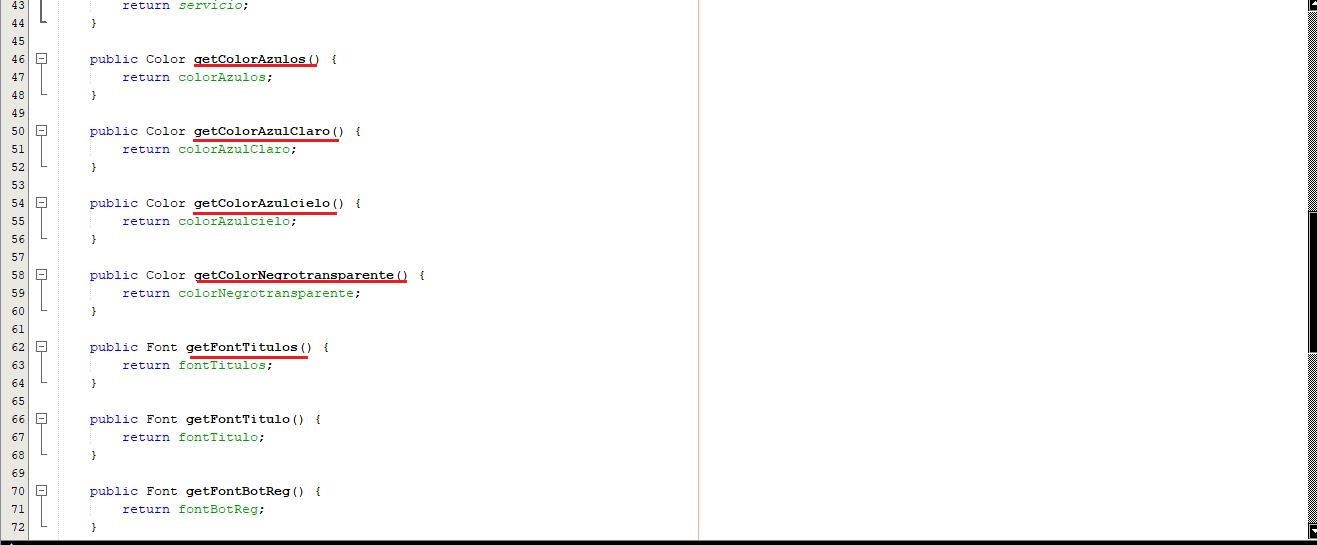 43 return servicio;
44 }
45
46 public Color getColorAzulos() {
47 return colorAzulos;
48 }
49
50 public Color getColorAzulClaro() {
51 return colorAzulClaro;
52 }
53
54 public Color getColorAzulcielo() {
55 return colorAzulcielo;
56 }
57
58 public Color getColorNegrotransparente() {
59 return colorNegrotransparente;
60 }
61
62 public Font getFontTitulos() {
63 return fontTitulos;
64 }
65
66 public Font getFontTitulo() {
67 return fontTitulo;
68 }
69
70 public Font getFontBotReg() {
71 return fontBotReg;
72 }